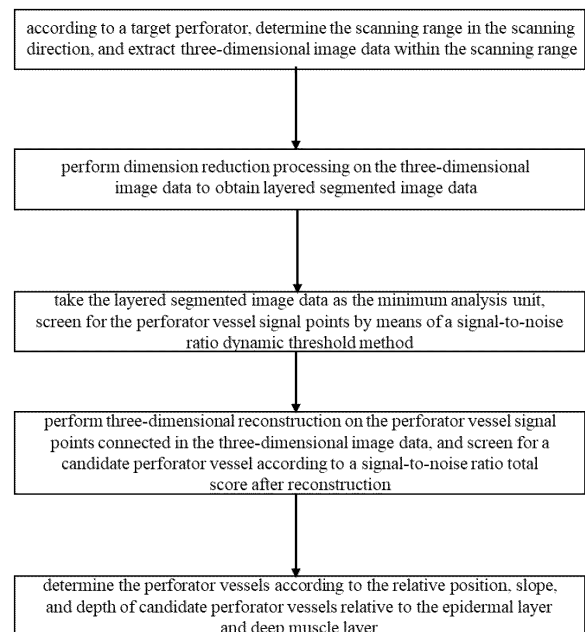 according to a target perforator, determine the scanning range in the scanning
direction, and extract three-dimensional image data within the scanning range
perform dimension reduction processing on the three-dimensional
image data to obtain layered segmented image data
take the layered segmented image data as the minimum analysis unit,
screen for the perforator vessel signal points by means of a signal-to-noise
ratio dynamic threshold method
perform three-dimensional reconstruction on the perforator vessel signal
points connected in the three-dimensional image data, and screen for a
candidate perforator vessel according to a signal-to-noise ratio total
score after reconstruction
determine the perforator vessels according to the relative position, slope,
and depth of candidate perforator vessels relative to the epidermal layer
and deep muscle layer